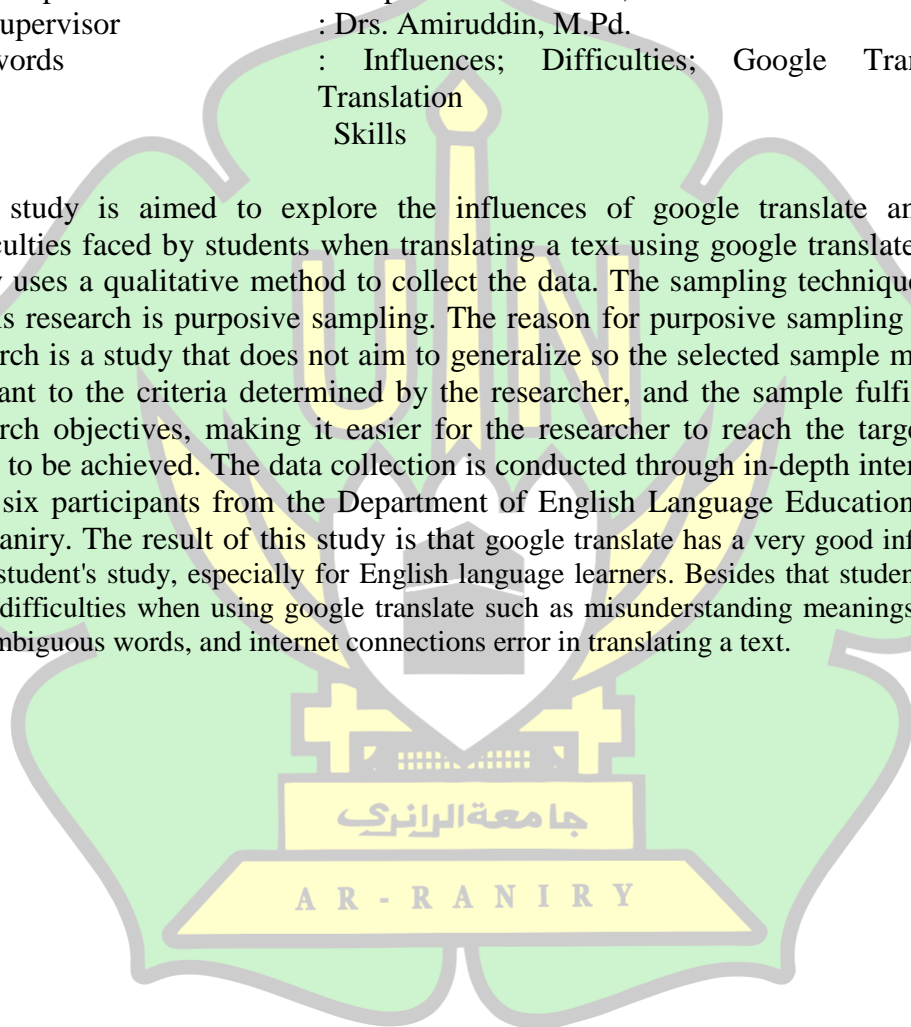 upervisor : Drs. Amiruddin, M.Pd.
words : Influences; Difficulties; Google Tran
Translation
Skills
study is aimed to explore the influences of google translate an
culties faced by students when translating a text using google translate
y uses a qualitative method to collect the data. The sampling technique
is research is purposive sampling. The reason for purposive sampling
rch is a study that does not aim to generalize so the selected sample m
ant to the criteria determined by the researcher, and the sample fulfi
rch objectives, making it easier for the researcher to reach the targe
to be achieved. The data collection is conducted through in-depth inter
six participants from the Department of English Language Education
aniry. The result of this study is that google translate has a very good inf
student's study, especially for English language learners. Besides that studen
difficulties when using google translate such as misunderstanding meanings
mbiguous words, and internet connections error in translating a text.
UIN
جامعة الرانري
AR-RANIRY